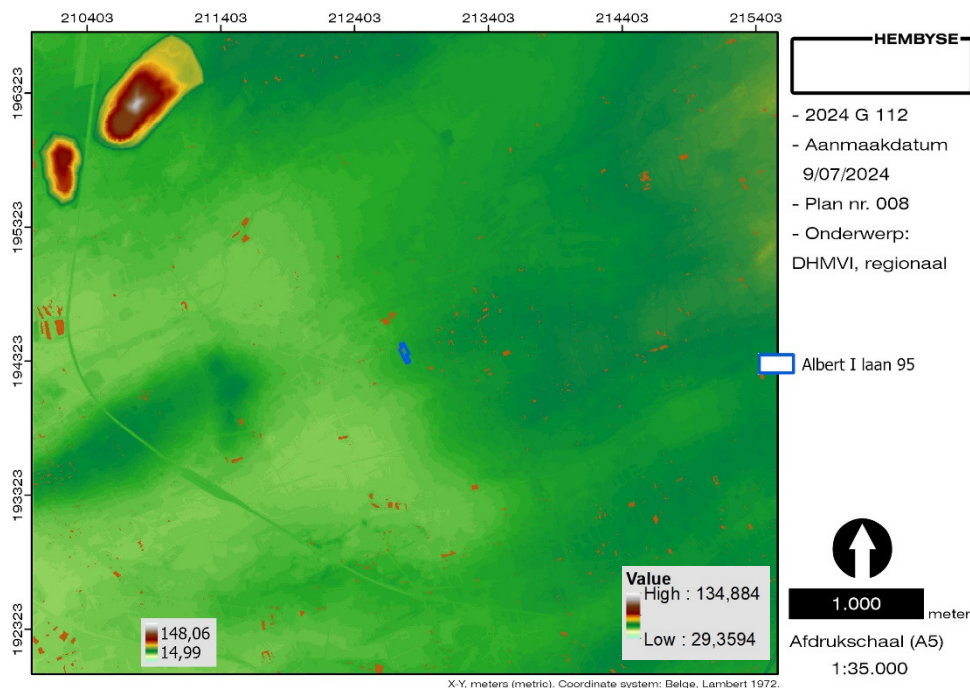 210403 211403 212403 213403 214403 215403
196323
195323
194323
193323
192323
HEMBYSE
- 2024 G 112
- Aanmaakdatum
9/07/2024
- Plan nr. 008
- Onderwerp:
DHMVI, regionaal
Albert I laan 95
Value
High : 134,884
Low : 29,3594
148,06
14,99
1.000 meter
Afdrukschaal (A5)
1:35.000
X-Y, meters (metric). Coordinate system: Belge, Lambert 1972.